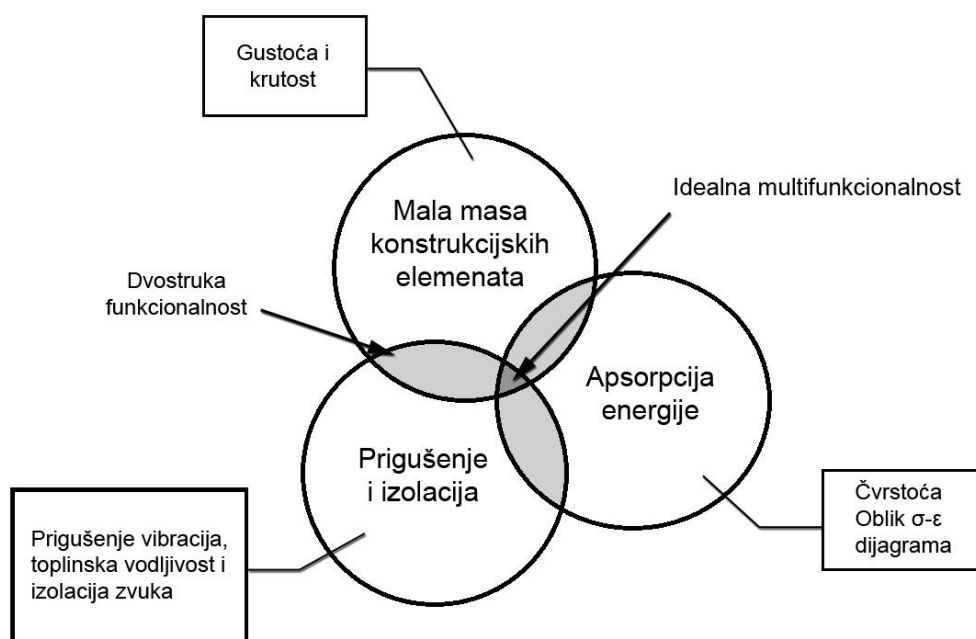 Gustoća i
krutost
Idealna multifunkcionalnost
Mala masa
konstrukcijskih
elemenata
Dvostruka
funkcionalnost
Apsorpcija
energije
Prigušenje
i izolacija
Čvrstoća
Oblik σ-ε
dijagrama
Prigušenje vibracija,
toplinska vodljivost i
izolacija zvuka